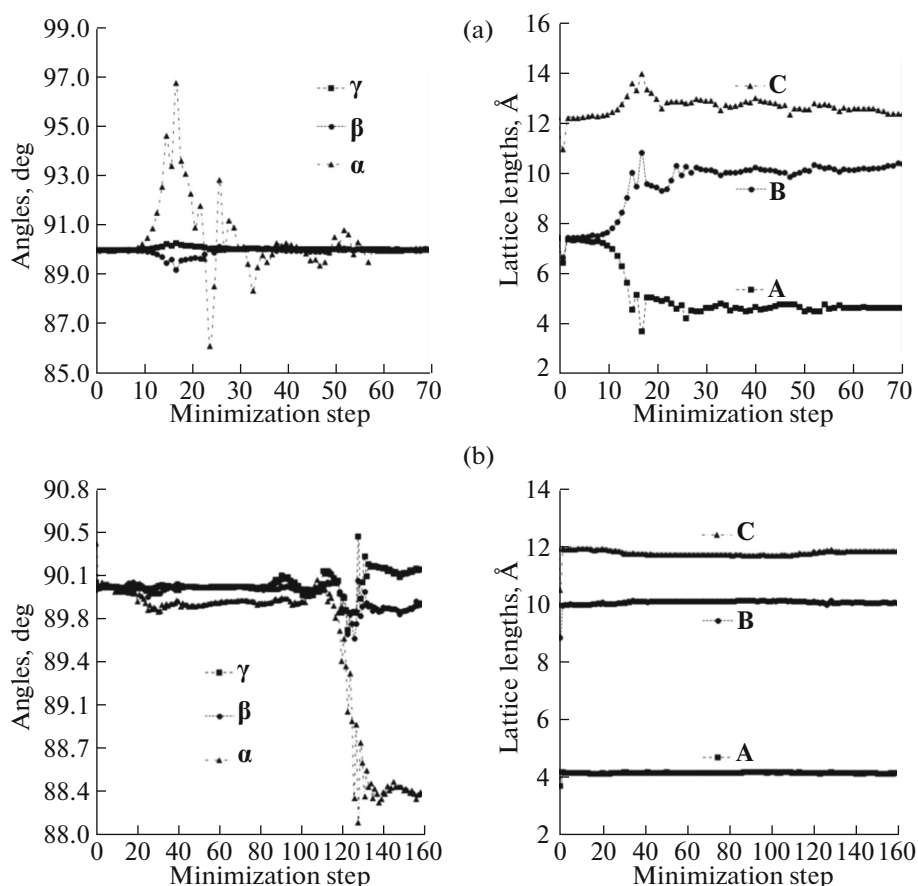 (a)
99.0
97.0
95.0
93.0
91.0
89.0
87.0
85.0
Angles, deg
γ
β
α
0 10 20 30 40 50 60 70
Minimization step
16
14
12
10
8
6
4
2
Lattice lengths, Å
C
B
A
0 10 20 30 40 50 60 70
Minimization step
(b)
90.8
90.5
90.1
89.8
89.4
89.1
88.7
88.4
88.0
Angles, deg
γ
β
α
0 20 40 60 80 100 120 140 160
Minimization step
14
12
10
8
6
4
2
Lattice lengths, Å
C
B
A
0 20 40 60 80 100 120 140 160
Minimization step